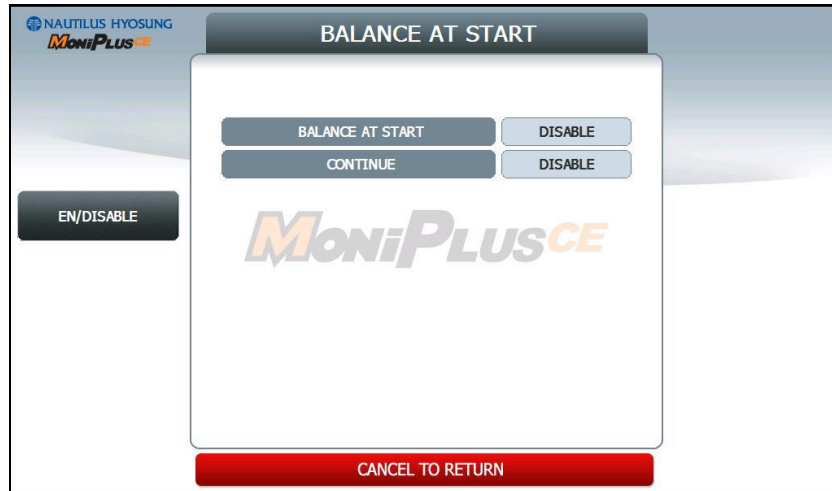 NAUTILUS HYOSUNG
MONiPLUSCE
BALANCE AT START
BALANCE AT START DISABLE
CONTINUE DISABLE
EN/DISABLE
MONiPLUSCE
CANCEL TO RETURN